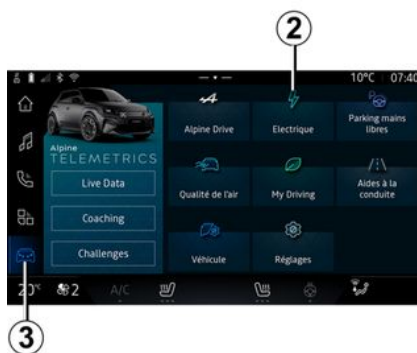 2
10°C 07:40
Alpine
TELEMETRICS
Live Data
Coaching
Challenges
Alpine Drive
Electrique
Parking mains
libres
Qualité de l'air
My Driving
Aides à la
conduite
Véhicule
Réglages
20°C
2
A/C
3